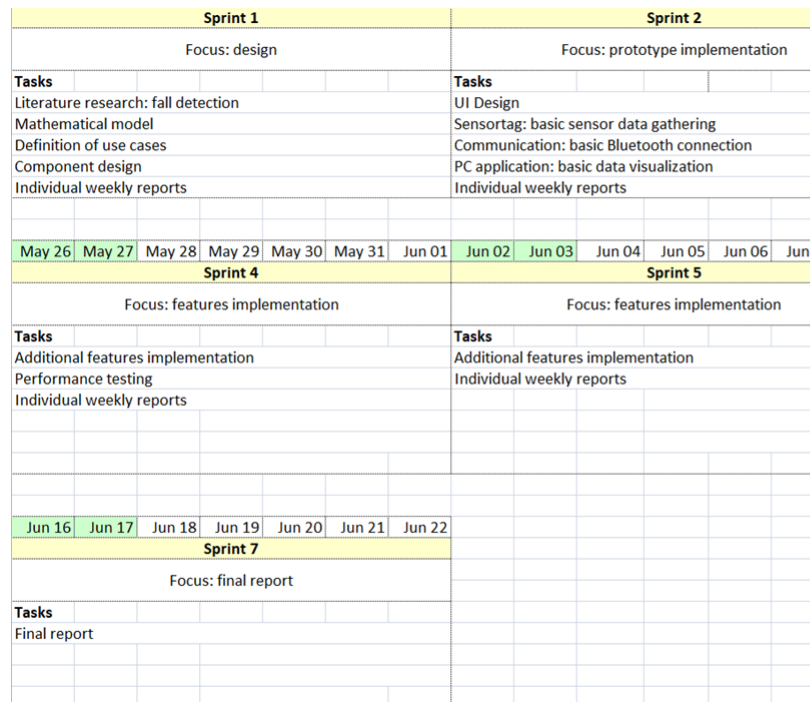 Sprint 1 Sprint 2
Focus: design Focus: prototype implementation
Tasks Tasks
Literature research: fall detection UI Design
Mathematical model Sensortag: basic sensor data gathering
Definition of use cases Communication: basic Bluetooth connection
Component design PC application: basic data visualization
Individual weekly reports Individual weekly reports
May 26 May 27 May 28 May 29 May 30 May 31 Jun 01 Jun 02 Jun 03 Jun 04 Jun 05 Jun 06 Jun
Sprint 4 Sprint 5
Focus: features implementation Focus: features implementation
Tasks Tasks
Additional features implementation Additional features implementation
Performance testing Individual weekly reports
Individual weekly reports
Jun 16 Jun 17 Jun 18 Jun 19 Jun 20 Jun 21 Jun 22
Sprint 7
Focus: final report
Tasks
Final report